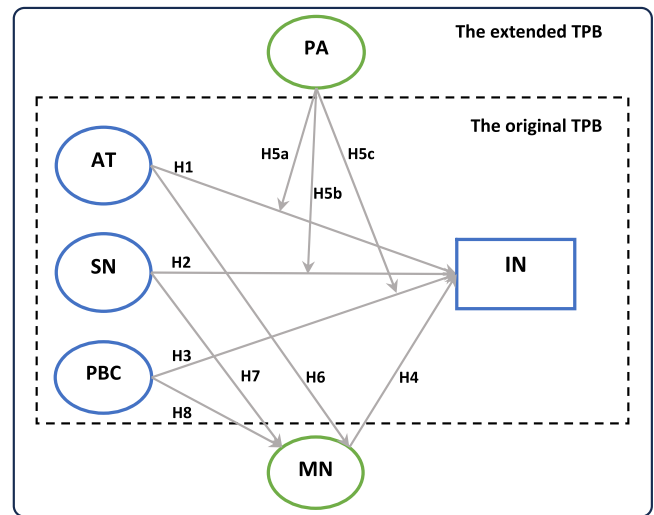 The extended TPB
PA
The original TPB
AT
H1
H5a
H5c
H5b
SN
H2
IN
PBC
H3
H7
H6
H4
H8
MN